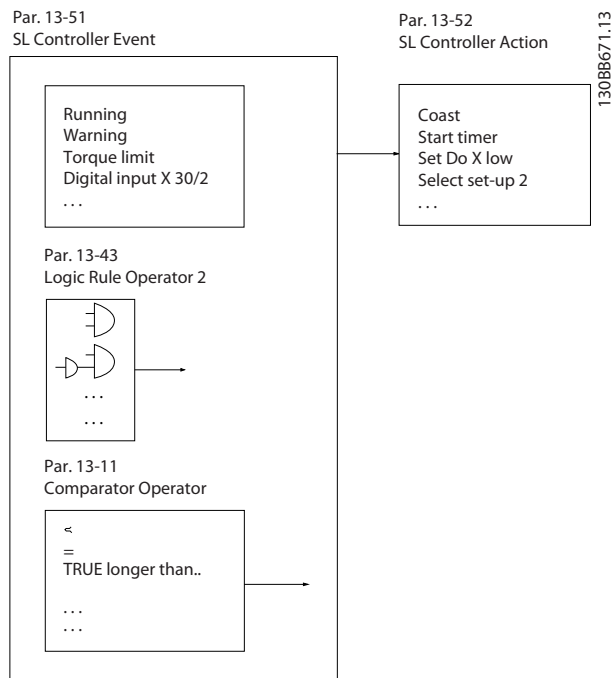 Par. 13-51
SL Controller Event
Par. 13-52
SL Controller Action
130BB671.13
Running
Warning
Torque limit
Digital input X 30/2
. . .
Coast
Start timer
Set Do X low
Select set-up 2
. . .
Par. 13-43
Logic Rule Operator 2
. . .
. . .
Par. 13-11
Comparator Operator
<
=
TRUE longer than..
. . .
. . .